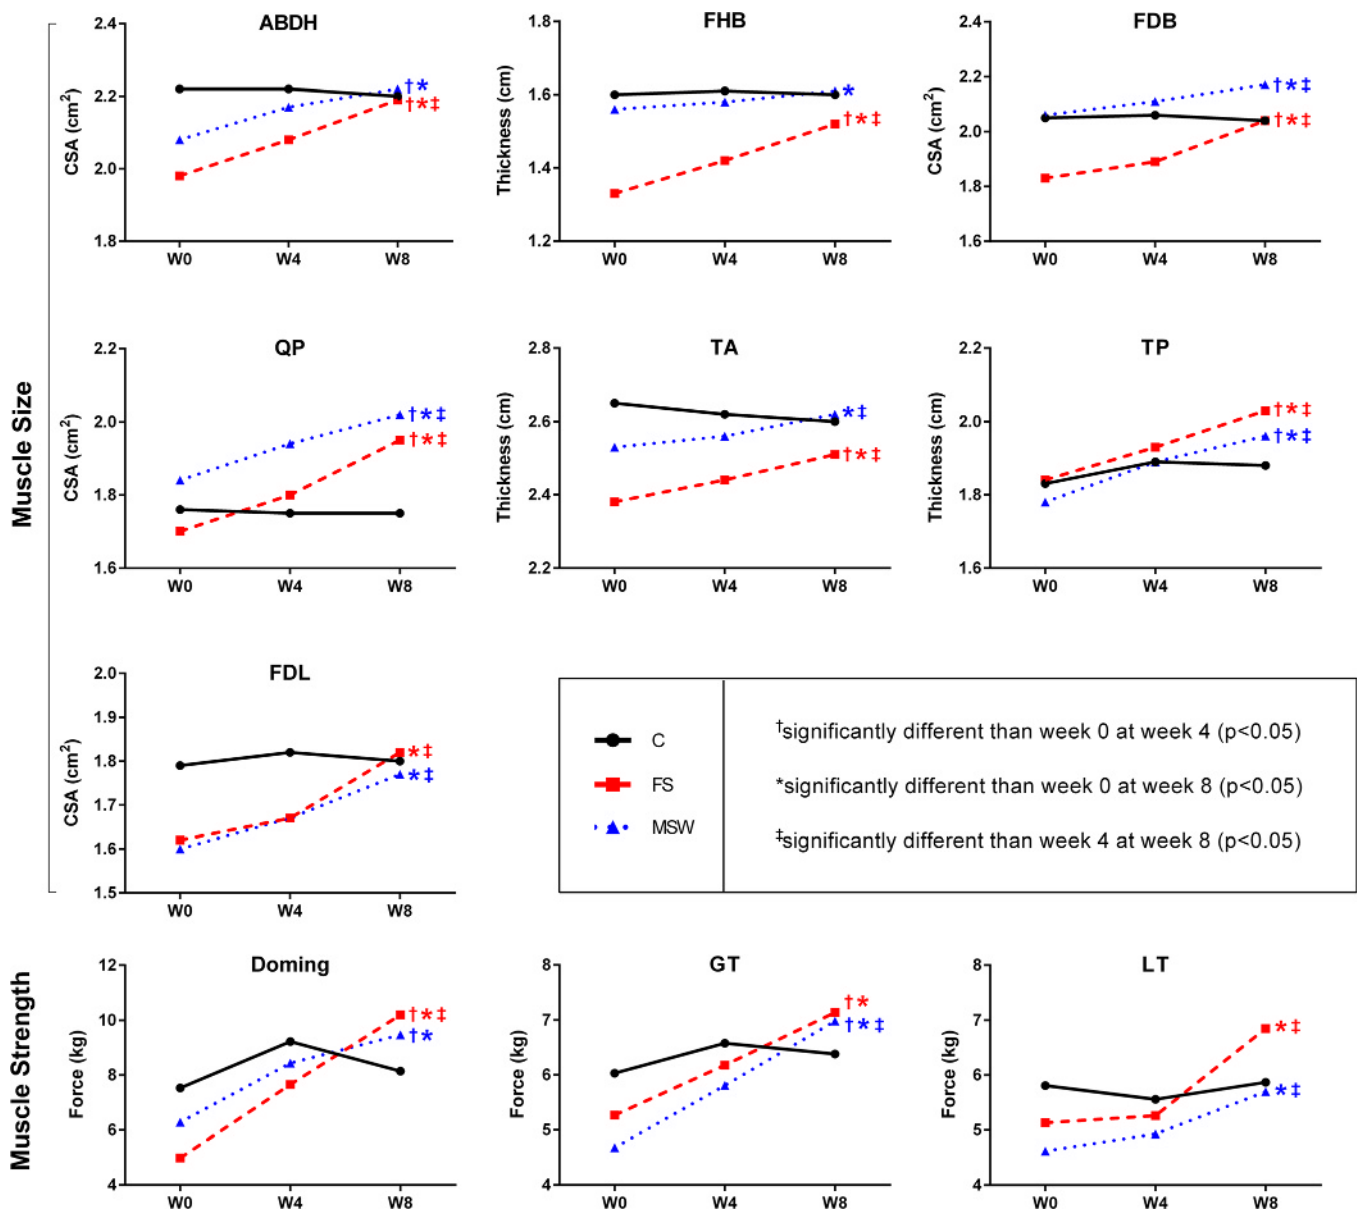 Muscle Size
ABDH
CSA (cm²)
2.4
2.2
2.0
1.8
W0 W4 W8
†*
†*‡
FHB
Thickness (cm)
1.8
1.6
1.4
1.2
W0 W4 W8
*
†*‡
FDB
CSA (cm²)
2.4
2.2
2.0
1.8
1.6
W0 W4 W8
†*‡
†*‡
QP
CSA (cm²)
2.2
2.0
1.8
1.6
W0 W4 W8
†*‡
†*‡
TA
Thickness (cm)
2.8
2.6
2.4
2.2
W0 W4 W8
*‡
†*‡
TP
Thickness (cm)
2.2
2.0
1.8
1.6
W0 W4 W8
†*‡
†*‡
FDL
CSA (cm²)
2.0
1.9
1.8
1.7
1.6
1.5
W0 W4 W8
*‡
*‡
C
FS
MSW
†significantly different than week 0 at week 4 (p<0.05)
*significantly different than week 0 at week 8 (p<0.05)
‡significantly different than week 4 at week 8 (p<0.05)
Muscle Strength
Doming
Force (kg)
12
10
8
6
4
W0 W4 W8
†*‡
†*
GT
Force (kg)
8
7
6
5
4
W0 W4 W8
†*
†*‡
LT
Force (kg)
8
7
6
5
4
W0 W4 W8
*‡
*‡